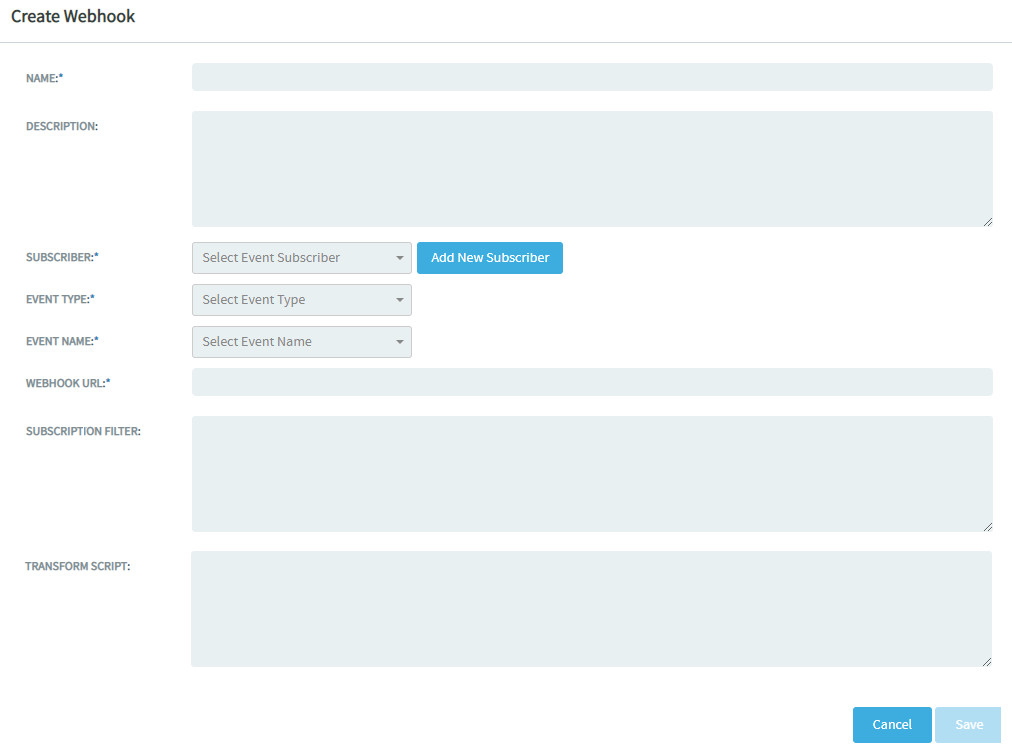 Create Webhook
NAME:*
DESCRIPTION:
SUBSCRIBER:* Select Event Subscriber Add New Subscriber
EVENT TYPE:* Select Event Type
EVENT NAME:* Select Event Name
WEBHOOK URL:*
SUBSCRIPTION FILTER:
TRANSFORM SCRIPT:
Cancel Save